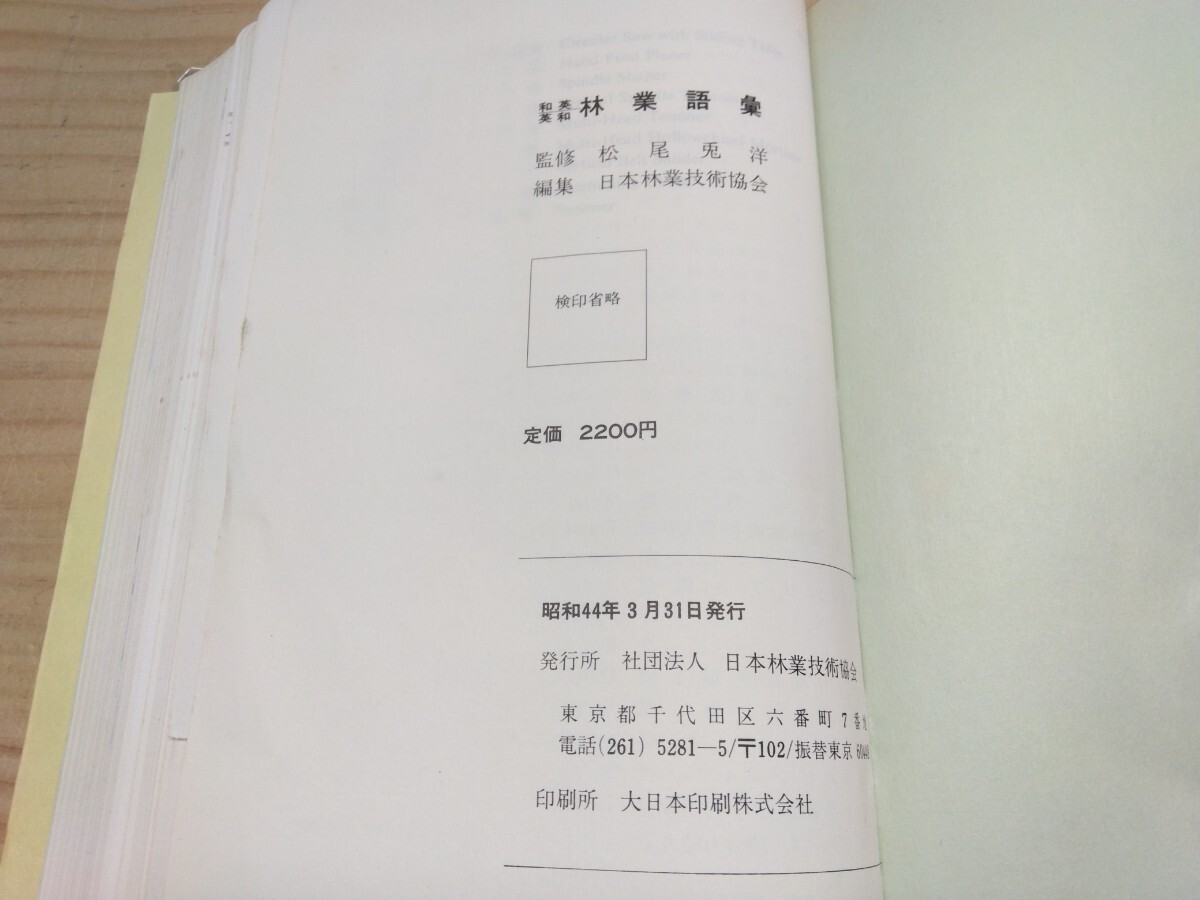 和英 英和 林業語彙
監修 松尾兎洋
編集 日本林業技術協会
検印省略
定価 2200円
昭和44年3月31日発行
発行所 社団法人 日本林業技術協会
東京都千代田区六番町7番地
電話(261) 5281—5/〒102/振替東京 60448
印刷所 大日本印刷株式会社